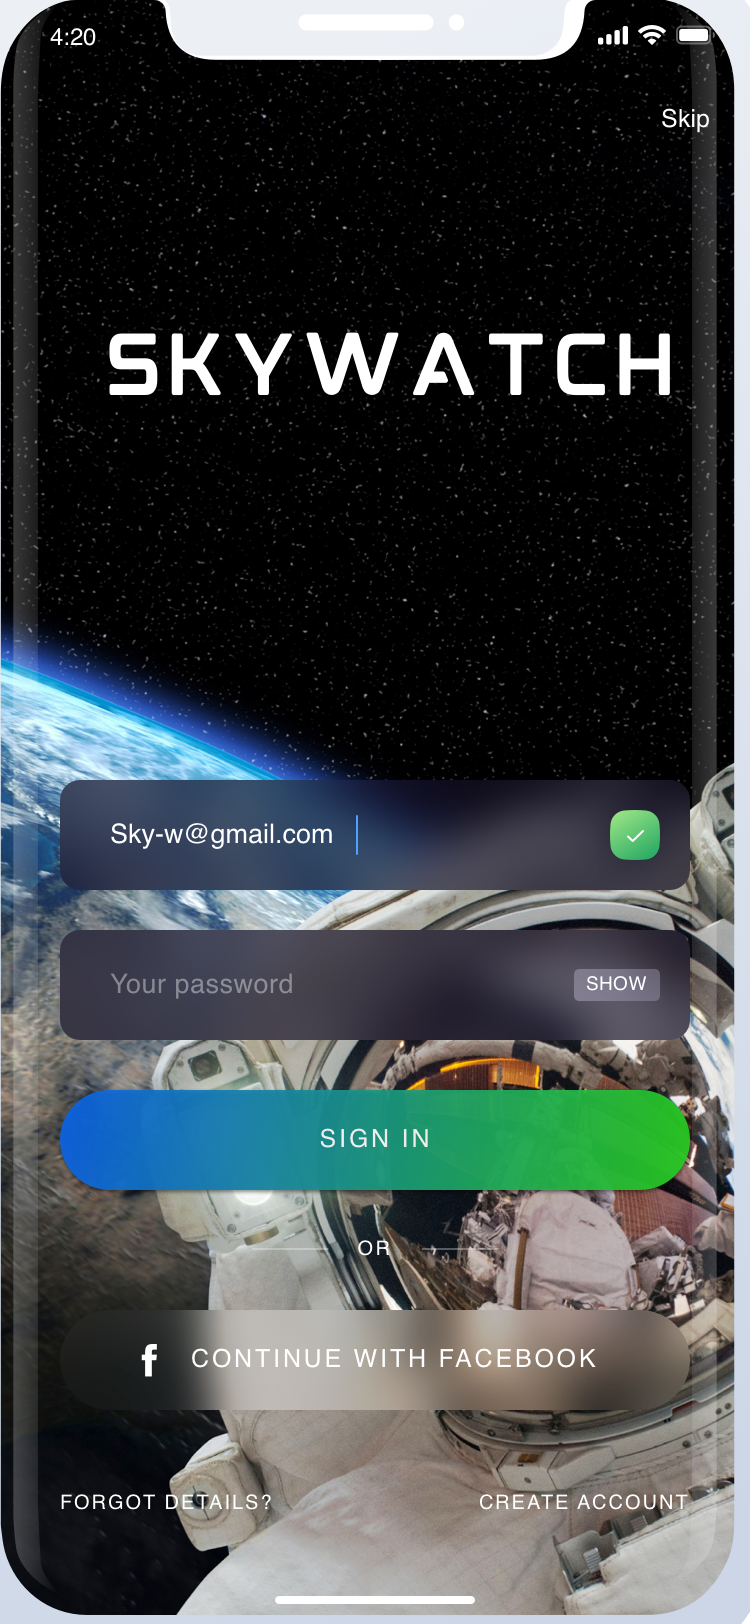 4:20
Skip
SKYWATCH
Sky-w@gmail.com
Your password
SHOW
SIGN IN
OR
f CONTINUE WITH FACEBOOK
FORGOT DETAILS?
CREATE ACCOUNT